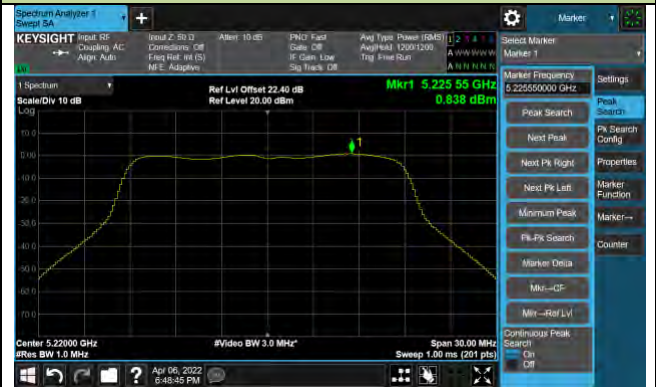 Spectrum Analyzer 1
Swept SA
Marker
KEYSIGHT Input: RF Input Z: 50 Ω Atten: 10 dB PNO: Fast Avg Type: Power (RMS) 1 2 3 4 5 6
Coupling: AC Corrections: Off Gate: Off Avg|Hold: 1200/1200 A W W W W W
Align: Auto Freq Ref: Int (S) IF Gain: Low Trig: Free Run
NFE: Adaptive Sig Track: Off A N N N N N
Select Marker
Marker 1
1 Spectrum
Scale/Div 10 dB
Log
Ref Lvl Offset 22.40 dB
Ref Level 20.00 dBm
Mkr1 5.225 55 GHz
0.838 dBm
1
10.0
0.00
-10.0
-20.0
-30.0
-40.0
-50.0
-60.0
-70.0
Center 5.22000 GHz
#Res BW 1.0 MHz
#Video BW 3.0 MHz*
Span 30.00 MHz
Sweep 1.00 ms (201 pts)
Marker Frequency
5.225550000 GHz
Peak Search
Next Peak
Next Pk Right
Next Pk Left
Minimum Peak
Pk-Pk Search
Marker Delta
Mkr→CF
Mkr→Ref Lvl
Continuous Peak
Search
On
Off
Settings
Peak
Search
Pk Search
Config
Properties
Marker
Function
Marker→
Counter
Apr 06, 2022
6:48:45 PM